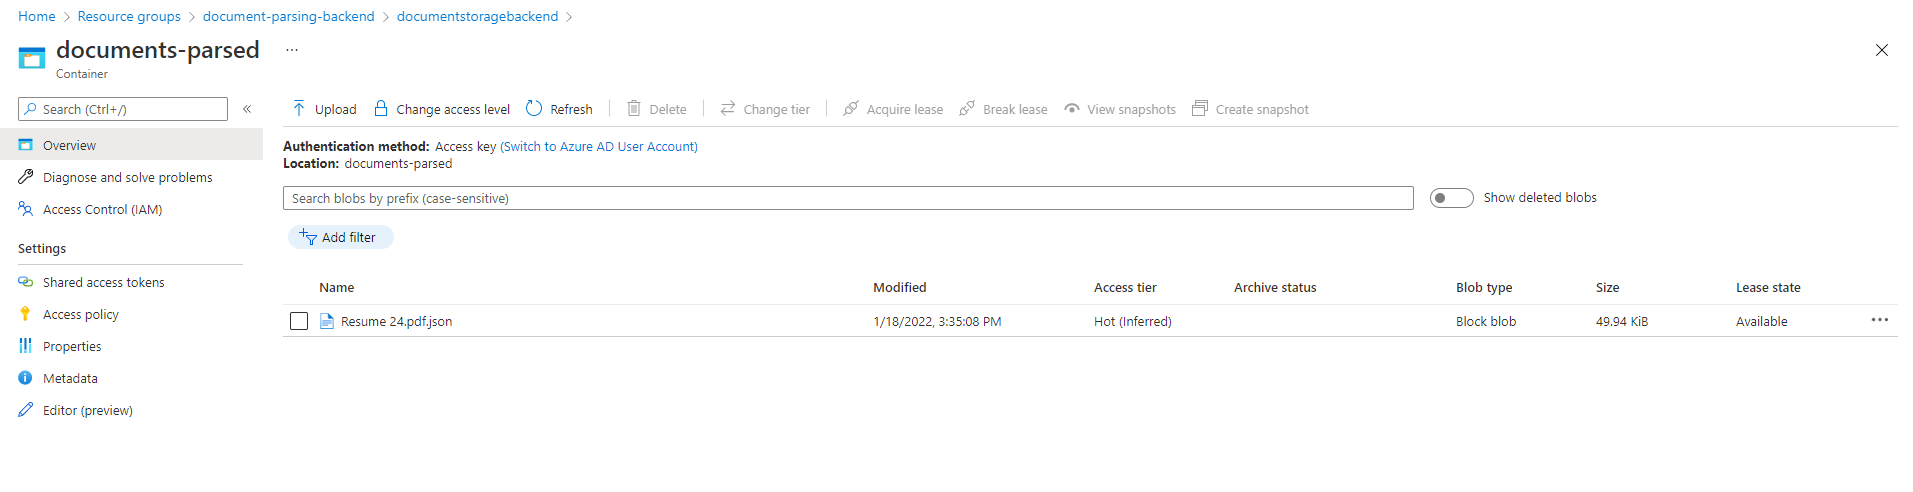 Home > Resource groups > document-parsing-backend > documentstoragebackend >
documents-parsed ...
Container
Search (Ctrl+/) «
Overview
Diagnose and solve problems
Access Control (IAM)
Settings
Shared access tokens
Access policy
Properties
Metadata
Editor (preview)
Upload Change access level Refresh Delete Change tier Acquire lease Break lease View snapshots Create snapshot
Authentication method: Access key (Switch to Azure AD User Account)
Location: documents-parsed
Search blobs by prefix (case-sensitive) Show deleted blobs
Add filter
Name Modified Access tier Archive status Blob type Size Lease state
Resume 24.pdf.json 1/18/2022, 3:35:08 PM Hot (Inferred) Block blob 49.94 KiB Available ...